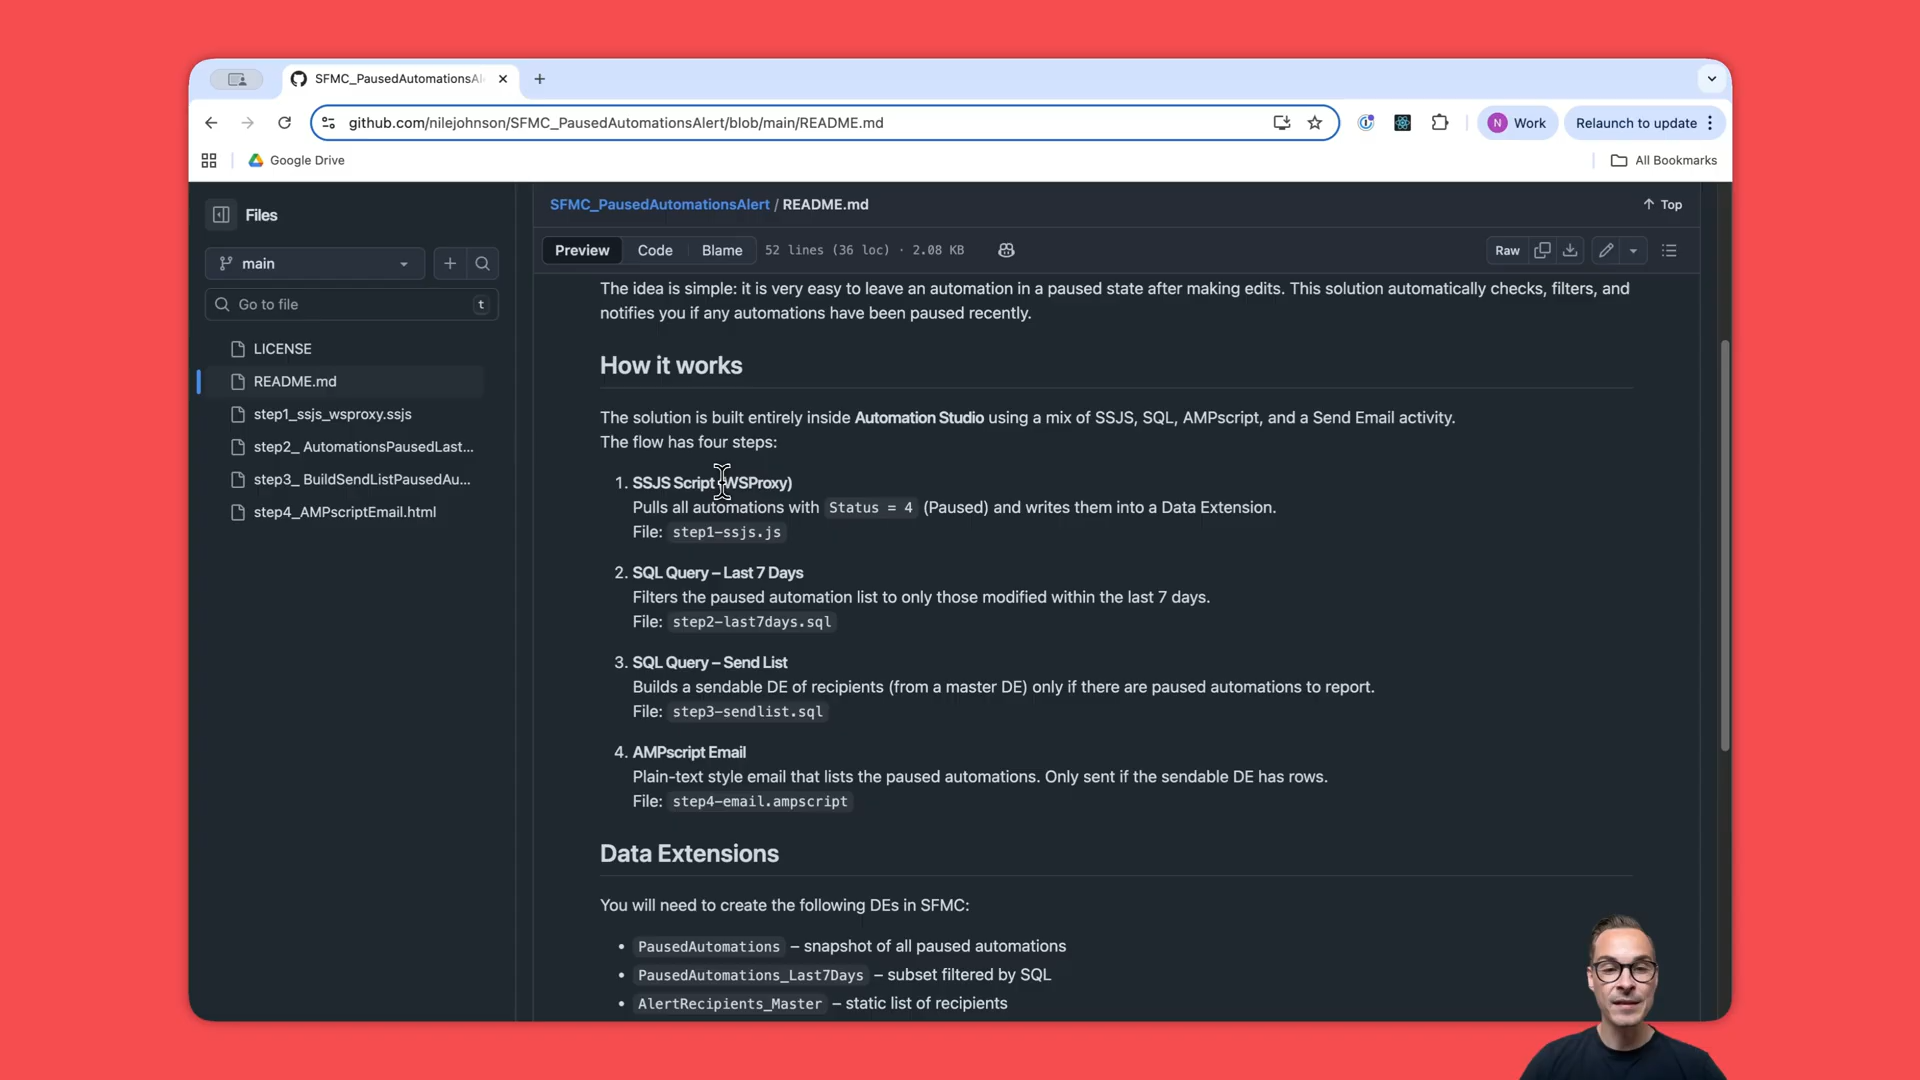 SFMC_PausedAutomationsAl
github.com/nilejohnson/SFMC_PausedAutomationsAlert/blob/main/README.md
N Work
Relaunch to update
Google Drive
All Bookmarks
Files
main
Go to file
t
LICENSE
README.md
step1_ssjs_wsproxy.ssjs
step2_ AutomationsPausedLast...
step3_ BuildSendListPausedAu...
step4_AMPscriptEmail.html
SFMC_PausedAutomationsAlert / README.md
Top
Preview Code Blame 52 lines (36 loc) · 2.08 KB
Raw
The idea is simple: it is very easy to leave an automation in a paused state after making edits. This solution automatically checks, filters, and
notifies you if any automations have been paused recently.
How it works
The solution is built entirely inside Automation Studio using a mix of SSJS, SQL, AMPscript, and a Send Email activity.
The flow has four steps:
1. SSJS Script (WSProxy)
Pulls all automations with Status = 4 (Paused) and writes them into a Data Extension.
File: step1-ssjs.js
2. SQL Query – Last 7 Days
Filters the paused automation list to only those modified within the last 7 days.
File: step2-last7days.sql
3. SQL Query – Send List
Builds a sendable DE of recipients (from a master DE) only if there are paused automations to report.
File: step3-sendlist.sql
4. AMPscript Email
Plain-text style email that lists the paused automations. Only sent if the sendable DE has rows.
File: step4-email.ampscript
Data Extensions
You will need to create the following DEs in SFMC:
• PausedAutomations – snapshot of all paused automations
• PausedAutomations_Last7Days – subset filtered by SQL
• AlertRecipients_Master – static list of recipients